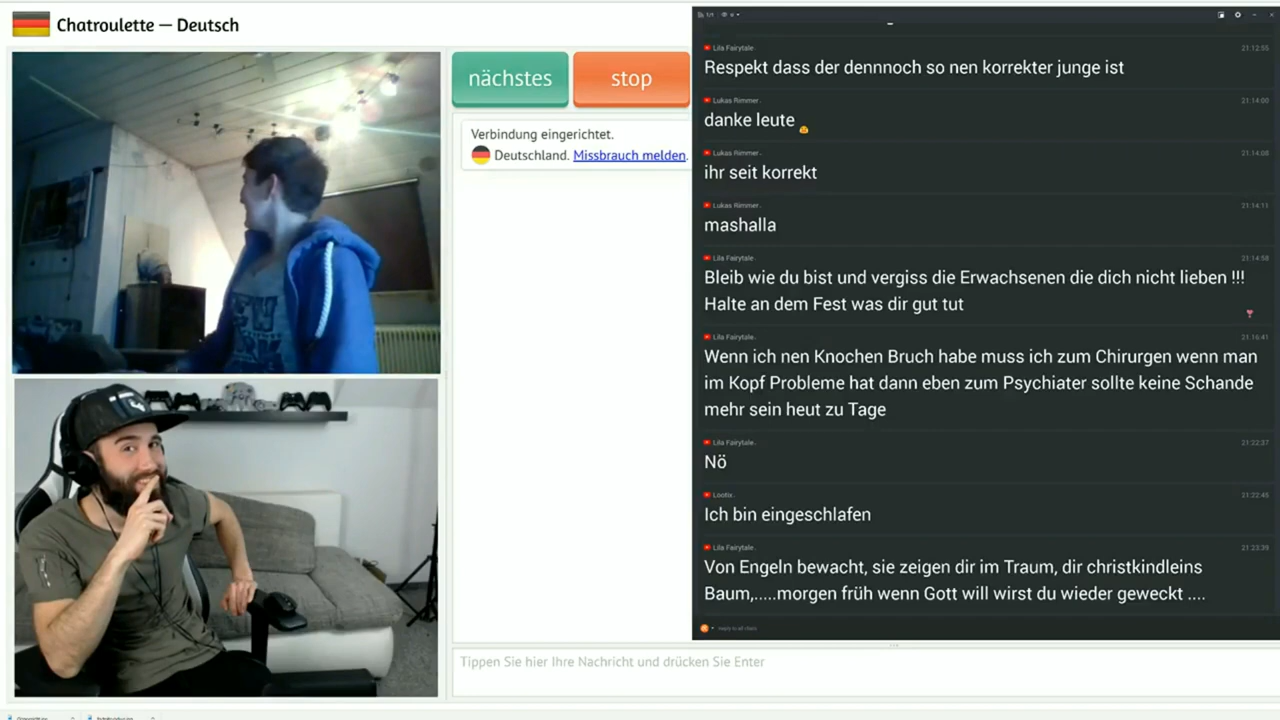 Chatroulette — Deutsch
nächstes
stop
Verbindung eingerichtet.
Deutschland. Missbrauch melden.
Tippen Sie hier Ihre Nachricht und drücken Sie Enter
1/1
Lila Fairytale.
21:12:55
Respekt dass der dennnoch so nen korrekter junge ist
Lukas Rimmer.
21:14:00
danke leute
Lukas Rimmer.
21:14:08
ihr seit korrekt
Lukas Rimmer.
21:14:11
mashalla
Lila Fairytale.
21:14:58
Bleib wie du bist und vergiss die Erwachsenen die dich nicht lieben !!!
Halte an dem Fest was dir gut tut
Lila Fairytale.
21:16:41
Wenn ich nen Knochen Bruch habe muss ich zum Chirurgen wenn man
im Kopf Probleme hat dann eben zum Psychiater sollte keine Schande
mehr sein heut zu Tage
Lila Fairytale.
21:22:37
Nö
Lootix.
21:22:46
Ich bin eingeschlafen
Lila Fairytale.
21:23:39
Von Engeln bewacht, sie zeigen dir im Traum, dir christkindleins
Baum,.....morgen früh wenn Gott will wirst du wieder geweckt ....